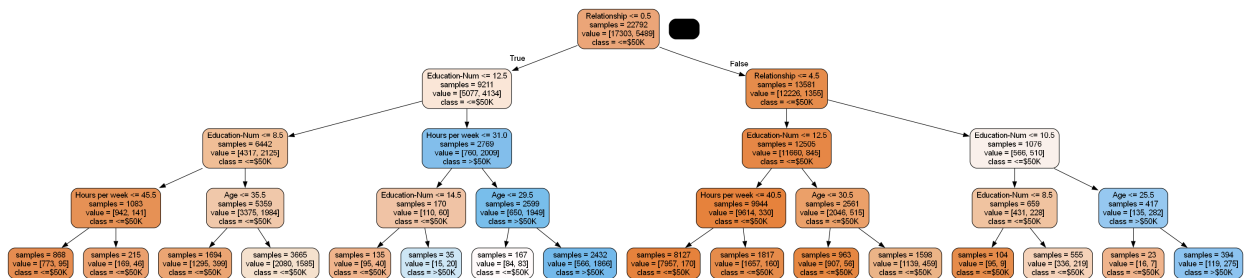 Relationship <= 0.5
samples = 22792
value = [17303, 5489]
class = <=$50K
True
False
Education-Num <= 12.5
samples = 9211
value = [5077, 4134]
class = <=$50K
Relationship <= 4.5
samples = 13581
value = [12226, 1355]
class = <=$50K
Education-Num <= 8.5
samples = 6442
value = [4317, 2125]
class = <=$50K
Hours per week <= 31.0
samples = 2769
value = [760, 2009]
class = >$50K
Education-Num <= 12.5
samples = 12505
value = [11660, 845]
class = <=$50K
Education-Num <= 10.5
samples = 1076
value = [566, 510]
class = <=$50K
Hours per week <= 45.5
samples = 1083
value = [942, 141]
class = <=$50K
Age <= 35.5
samples = 5359
value = [3375, 1984]
class = <=$50K
Education-Num <= 14.5
samples = 170
value = [110, 60]
class = <=$50K
Age <= 29.5
samples = 2599
value = [650, 1949]
class = >$50K
Hours per week <= 40.5
samples = 9944
value = [9614, 330]
class = <=$50K
Age <= 30.5
samples = 2561
value = [2046, 515]
class = <=$50K
Education-Num <= 8.5
samples = 659
value = [431, 228]
class = <=$50K
Age <= 25.5
samples = 417
value = [135, 282]
class = >$50K
samples = 868
value = [773, 95]
class = <=$50K
samples = 215
value = [169, 46]
class = <=$50K
samples = 1694
value = [1295, 399]
class = <=$50K
samples = 3665
value = [2080, 1585]
class = <=$50K
samples = 135
value = [95, 40]
class = <=$50K
samples = 35
value = [15, 20]
class = >$50K
samples = 167
value = [84, 83]
class = <=$50K
samples = 2432
value = [566, 1866]
class = >$50K
samples = 8127
value = [7957, 170]
class = <=$50K
samples = 1817
value = [1657, 160]
class = <=$50K
samples = 963
value = [907, 56]
class = <=$50K
samples = 1598
value = [1139, 459]
class = <=$50K
samples = 104
value = [95, 9]
class = <=$50K
samples = 555
value = [336, 219]
class = <=$50K
samples = 23
value = [16, 7]
class = <=$50K
samples = 394
value = [119, 275]
class = >$50K